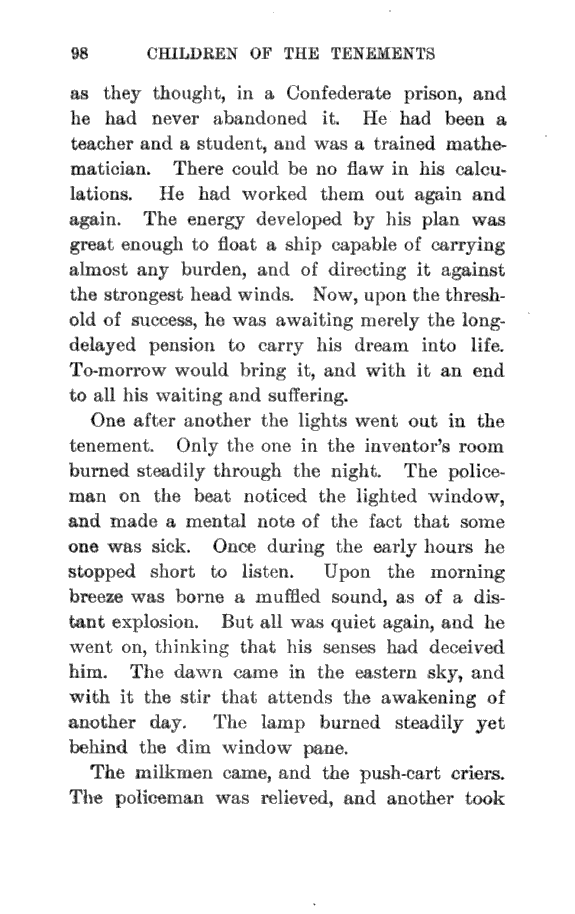 98 CHILDREN OF THE TENEMENTS
as they thought, in a Confederate prison, and
he had never abandoned it. He had been a
teacher and a student, and was a trained mathe-
matician. There could be no flaw in his calcu-
lations. He had worked them out again and
again. The energy developed by his plan was
great enough to float a ship capable of carrying
almost any burden, and of directing it against
the strongest head winds. Now, upon the thresh-
old of success, he was awaiting merely the long-
delayed pension to carry his dream into life.
To-morrow would bring it, and with it an end
to all his waiting and suffering.
One after another the lights went out in the
tenement. Only the one in the inventor's room
burned steadily through the night. The police-
man on the beat noticed the lighted window,
and made a mental note of the fact that some
one was sick. Once during the early hours he
stopped short to listen. Upon the morning
breeze was borne a muffled sound, as of a dis-
tant explosion. But all was quiet again, and he
went on, thinking that his senses had deceived
him. The dawn came in the eastern sky, and
with it the stir that attends the awakening of
another day. The lamp burned steadily yet
behind the dim window pane.
The milkmen came, and the push-cart criers.
The policeman was relieved, and another took